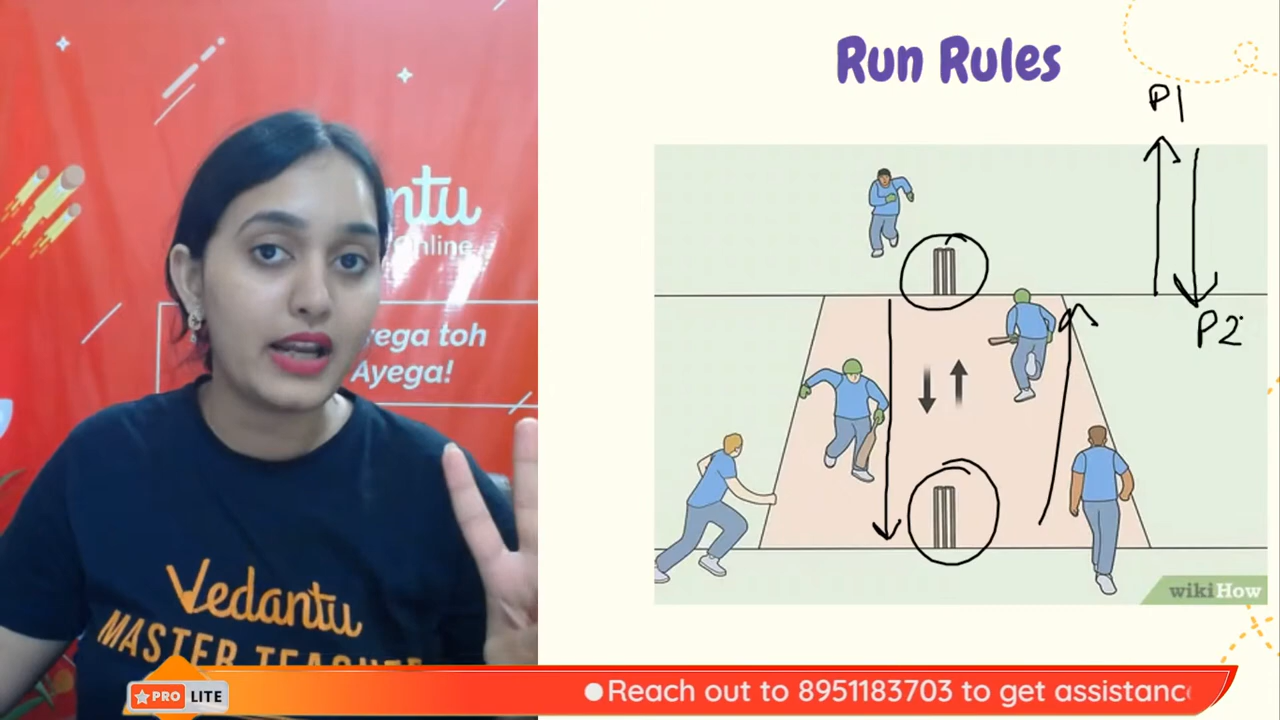 Run Rules
P1
ntu
Online
yega toh
Ayega!
P2
Vedantu
MASTER TEACHER
wikiHow
PRO LITE
Reach out to 8951183703 to get assistanc